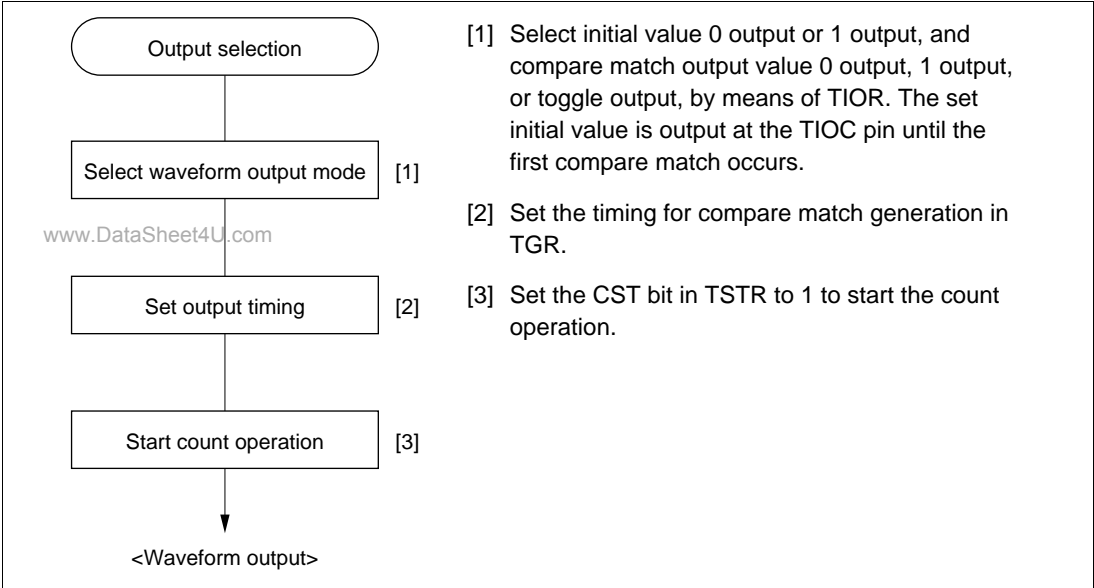 Output selection
Select waveform output mode [1]
www.DataSheet4U.com
Set output timing [2]
Start count operation [3]
<Waveform output>
[1] Select initial value 0 output or 1 output, and
compare match output value 0 output, 1 output,
or toggle output, by means of TIOR. The set
initial value is output at the TIOC pin until the
first compare match occurs.
[2] Set the timing for compare match generation in
TGR.
[3] Set the CST bit in TSTR to 1 to start the count
operation.